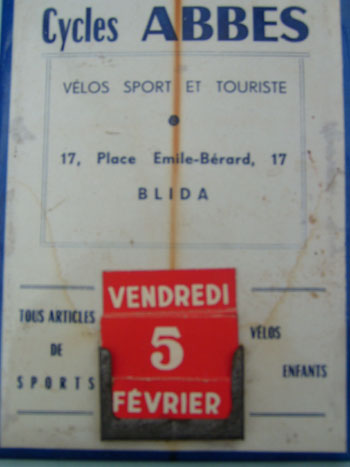 Cycles ABBES
VÉLOS SPORT ET TOURISTE
17, Place Emile-Bérard, 17
BLIDA
VENDREDI
5
FÉVRIER
TOUS ARTICLES
DE
SPORTS
VÉLOS
ENFANTS